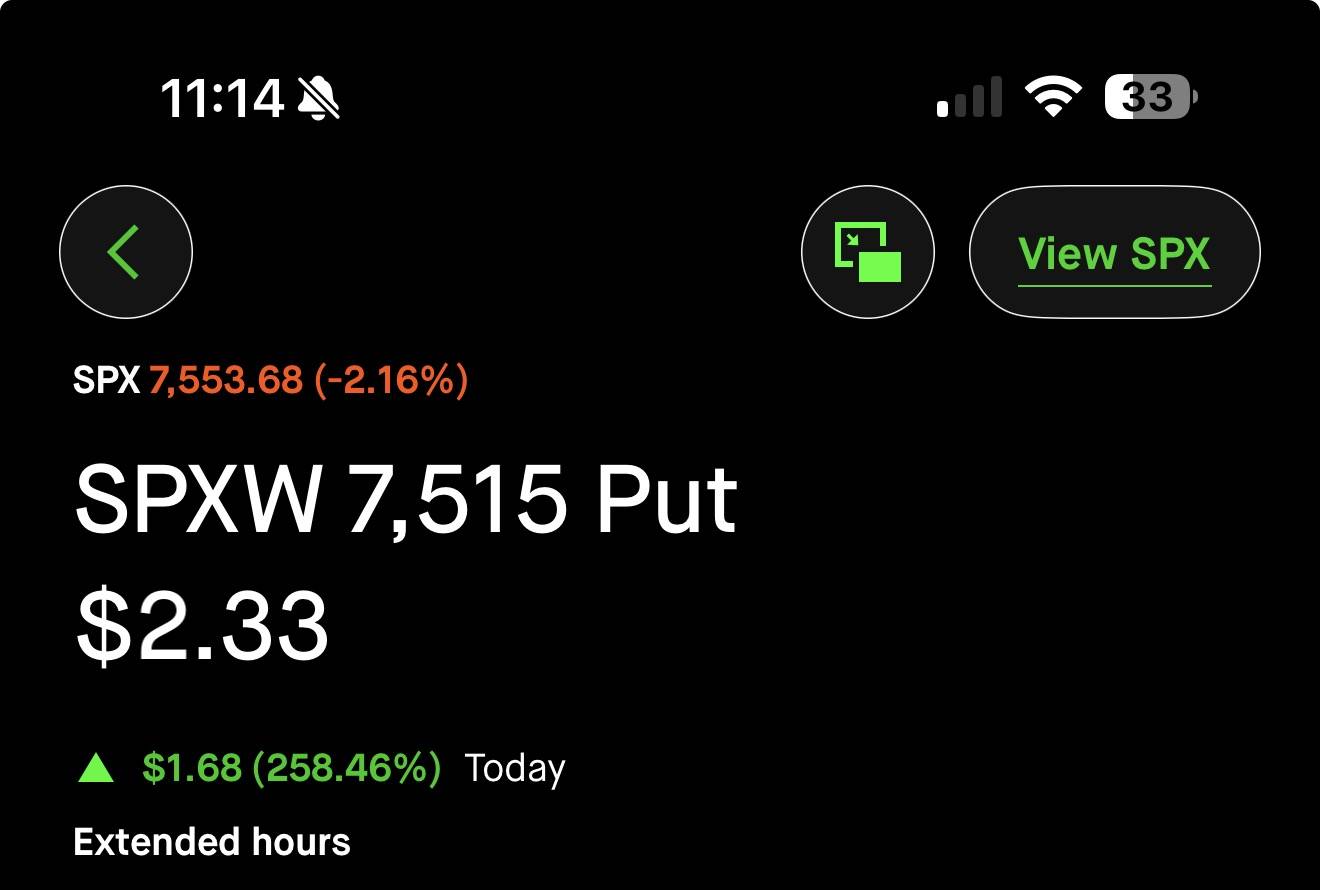 11:14
33
View SPX
SPX 7,553.68 (-2.16%)
SPXW 7,515 Put
$2.33
▲ $1.68 (258.46%) Today
Extended hours